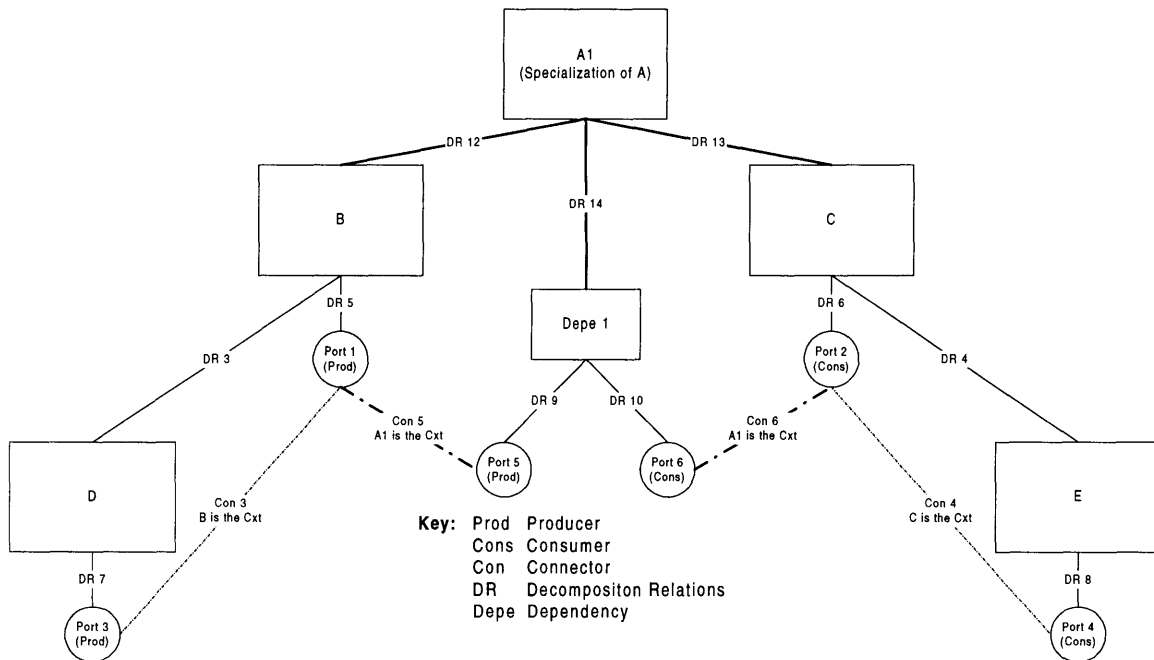 A1
(Specialization of A)
DR 12
DR 13
B
DR 14
C
DR 5
Depe 1
DR 6
DR 3
Port 1
(Prod)
Port 2
(Cons)
DR 4
DR 9
DR 10
Con 5
A1 is the Cxt
Con 6
A1 is the Cxt
Port 5
(Prod)
Port 6
(Cons)
D
Con 3
B is the Cxt
Con 4
C is the Cxt
E
Key: Prod Producer
Cons Consumer
Con Connector
DR Decompositon Relations
Depe Dependency
DR 7
DR 8
Port 3
(Prod)
Port 4
(Cons)